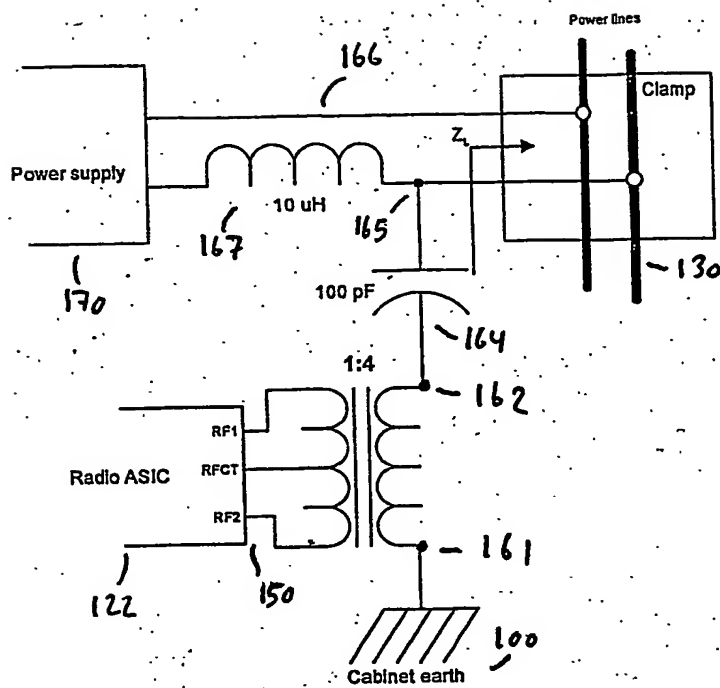 Power lines
166
Clamp
Z
Power supply
10 uH
167
165
130
170
100 pF
164
1:4
162
RF1
Radio ASIC
RFCT
RF2
161
122
150
100
Cabinet earth